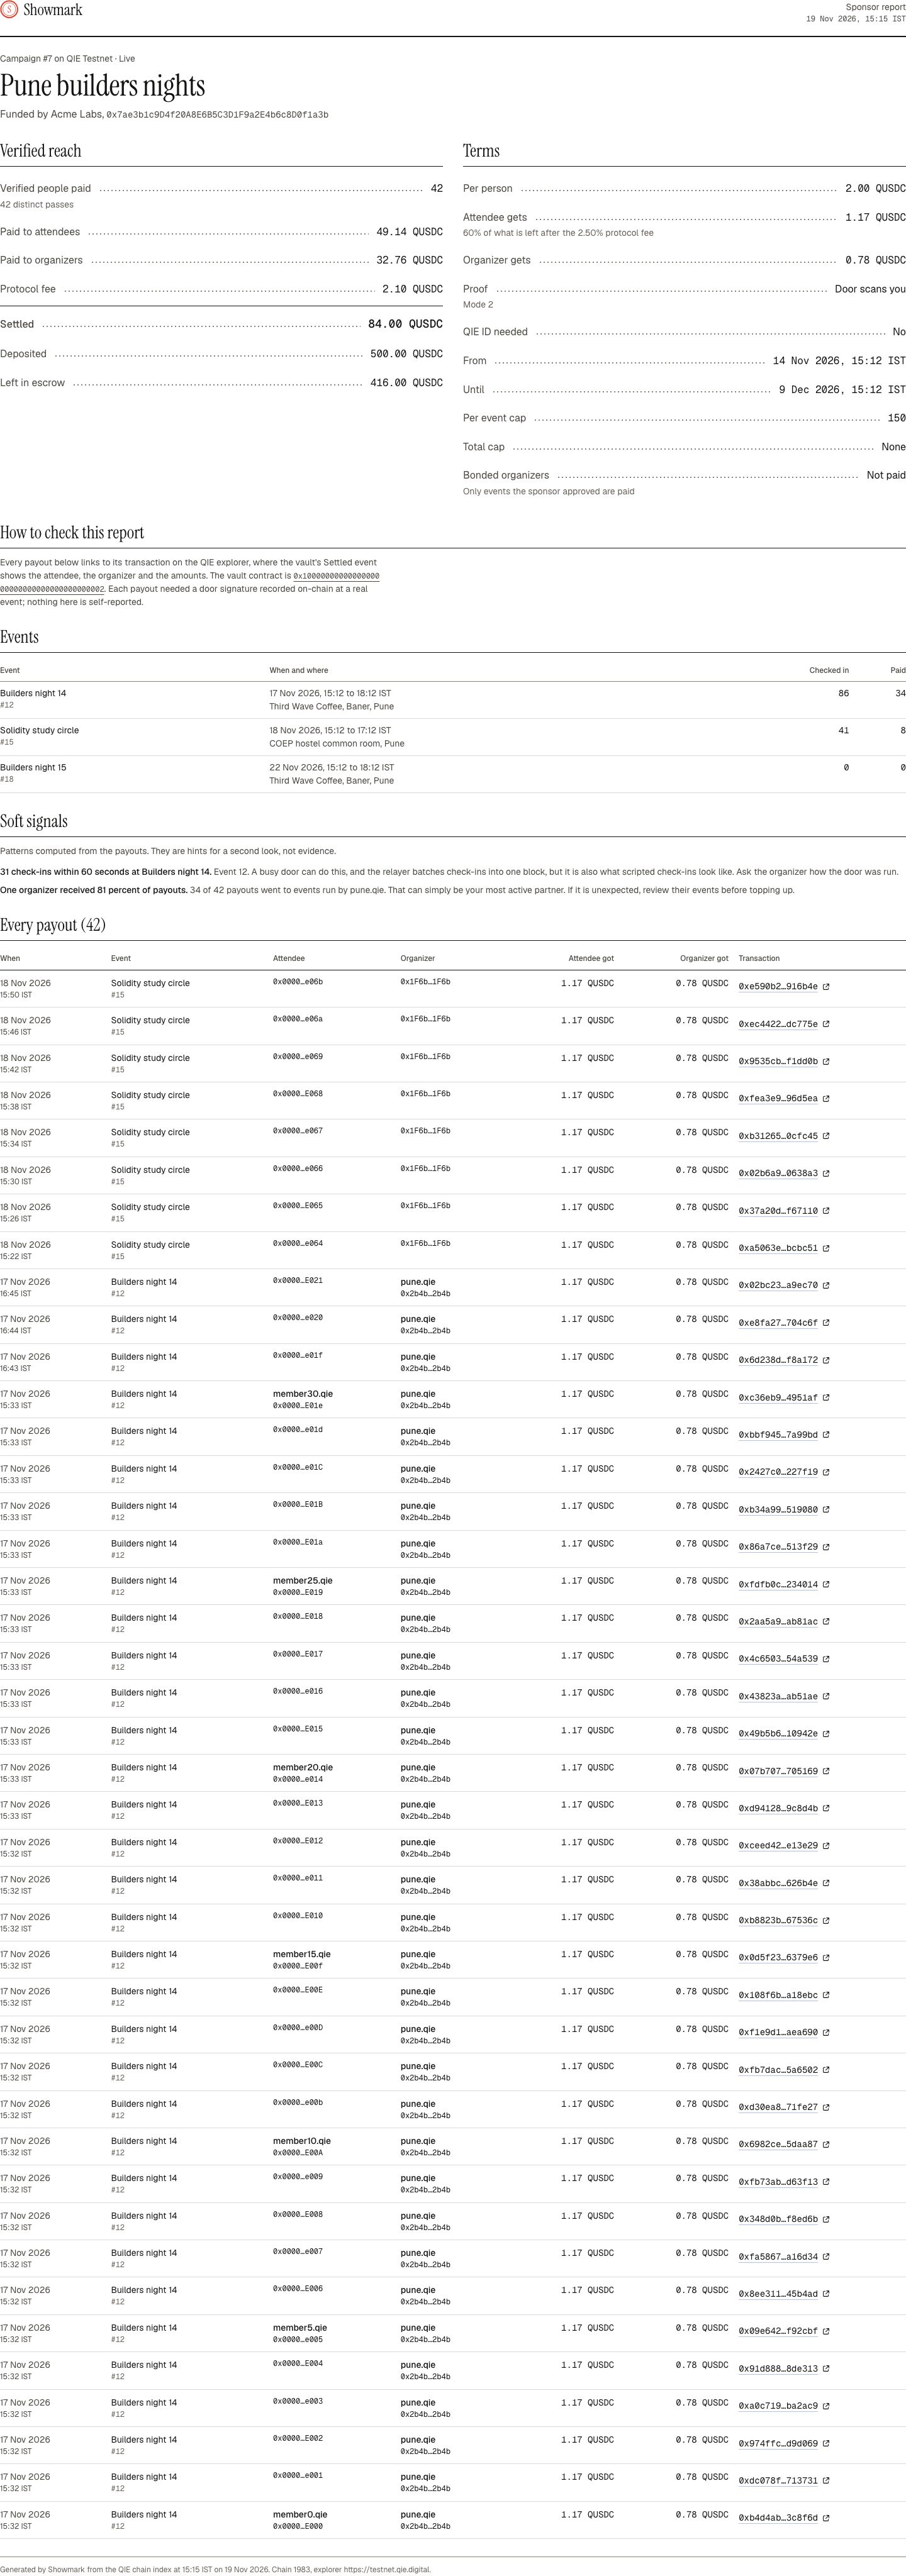 Showmark
Sponsor report
19 Nov 2026, 15:15 IST
Campaign #7 on QIE Testnet · Live
Pune builders nights
Funded by Acme Labs, 0x7ae3b1c9D4f20A8E6B5C3D1F9a2E4b6c8D0f1a3b
Verified reach
Verified people paid 42
42 distinct passes
Paid to attendees 49.14 QUSDC
Paid to organizers 32.76 QUSDC
Protocol fee 2.10 QUSDC
Settled 84.00 QUSDC
Deposited 500.00 QUSDC
Left in escrow 416.00 QUSDC
Terms
Per person 2.00 QUSDC
Attendee gets 1.17 QUSDC
60% of what is left after the 2.50% protocol fee
Organizer gets 0.78 QUSDC
Proof Door scans you
Mode 2
QIE ID needed No
From 14 Nov 2026, 15:12 IST
Until 9 Dec 2026, 15:12 IST
Per event cap 150
Total cap None
Bonded organizers Not paid
Only events the sponsor approved are paid
How to check this report
Every payout below links to its transaction on the QIE explorer, where the vault's Settled event
shows the attendee, the organizer and the amounts. The vault contract is 0x10000000000000000
00000000000000000000002. Each payout needed a door signature recorded on-chain at a real
event; nothing here is self-reported.
Events
Event When and where Checked in Paid
Builders night 14 17 Nov 2026, 15:12 to 18:12 IST 86 34
#12 Third Wave Coffee, Baner, Pune
Solidity study circle 18 Nov 2026, 15:12 to 17:12 IST 41 8
#15 COEP hostel common room, Pune
Builders night 15 22 Nov 2026, 15:12 to 18:12 IST 0 0
#18 Third Wave Coffee, Baner, Pune
Soft signals
Patterns computed from the payouts. They are hints for a second look, not evidence.
31 check-ins within 60 seconds at Builders night 14. Event 12. A busy door can do this, and the relayer batches check-ins into one block, but it is also what scripted check-ins look like. Ask the organizer how the door was run.
One organizer received 81 percent of payouts. 34 of 42 payouts went to events run by pune.qie. That can simply be your most active partner. If it is unexpected, review their events before topping up.
Every payout (42)
When Event Attendee Organizer Attendee got Organizer got Transaction
18 Nov 2026 Solidity study circle 0x0000…e06b 0x1F6b…1F6b 1.17 QUSDC 0.78 QUSDC 0xe590b2…916b4e
15:50 IST #15
18 Nov 2026 Solidity study circle 0x0000…e06a 0x1F6b…1F6b 1.17 QUSDC 0.78 QUSDC 0xec4422…dc775e
15:46 IST #15
18 Nov 2026 Solidity study circle 0x0000…e069 0x1F6b…1F6b 1.17 QUSDC 0.78 QUSDC 0x9535cb…f1dd0b
15:42 IST #15
18 Nov 2026 Solidity study circle 0x0000…E068 0x1F6b…1F6b 1.17 QUSDC 0.78 QUSDC 0xfea3e9…96d5ea
15:38 IST #15
18 Nov 2026 Solidity study circle 0x0000…e067 0x1F6b…1F6b 1.17 QUSDC 0.78 QUSDC 0xb31265…0cfc45
15:34 IST #15
18 Nov 2026 Solidity study circle 0x0000…e066 0x1F6b…1F6b 1.17 QUSDC 0.78 QUSDC 0x02b6a9…0638a3
15:30 IST #15
18 Nov 2026 Solidity study circle 0x0000…E065 0x1F6b…1F6b 1.17 QUSDC 0.78 QUSDC 0x37a20d…f67110
15:26 IST #15
18 Nov 2026 Solidity study circle 0x0000…e064 0x1F6b…1F6b 1.17 QUSDC 0.78 QUSDC 0xa5063e…bcbc51
15:22 IST #15
17 Nov 2026 Builders night 14 0x0000…E021 pune.qie 1.17 QUSDC 0.78 QUSDC 0x02bc23…a9ec70
16:45 IST #12 0x2b4b…2b4b
17 Nov 2026 Builders night 14 0x0000…e020 pune.qie 1.17 QUSDC 0.78 QUSDC 0xe8fa27…704c6f
16:44 IST #12 0x2b4b…2b4b
17 Nov 2026 Builders night 14 0x0000…e01f pune.qie 1.17 QUSDC 0.78 QUSDC 0x6d238d…f8a172
16:43 IST #12 0x2b4b…2b4b
17 Nov 2026 Builders night 14 member30.qie pune.qie 1.17 QUSDC 0.78 QUSDC 0xc36eb9…4951af
15:33 IST #12 0x0000…E01e 0x2b4b…2b4b
17 Nov 2026 Builders night 14 0x0000…e01d pune.qie 1.17 QUSDC 0.78 QUSDC 0xbbf945…7a99bd
15:33 IST #12 0x2b4b…2b4b
17 Nov 2026 Builders night 14 0x0000…e01C pune.qie 1.17 QUSDC 0.78 QUSDC 0x2427c0…227f19
15:33 IST #12 0x2b4b…2b4b
17 Nov 2026 Builders night 14 0x0000…E01B pune.qie 1.17 QUSDC 0.78 QUSDC 0xb34a99…519080
15:33 IST #12 0x2b4b…2b4b
17 Nov 2026 Builders night 14 0x0000…E01a pune.qie 1.17 QUSDC 0.78 QUSDC 0x86a7ce…513f29
15:33 IST #12 0x2b4b…2b4b
17 Nov 2026 Builders night 14 member25.qie pune.qie 1.17 QUSDC 0.78 QUSDC 0xfdfb0c…234014
15:33 IST #12 0x0000…E019 0x2b4b…2b4b
17 Nov 2026 Builders night 14 0x0000…E018 pune.qie 1.17 QUSDC 0.78 QUSDC 0x2aa5a9…ab81ac
15:33 IST #12 0x2b4b…2b4b
17 Nov 2026 Builders night 14 0x0000…E017 pune.qie 1.17 QUSDC 0.78 QUSDC 0x4c6503…54a539
15:33 IST #12 0x2b4b…2b4b
17 Nov 2026 Builders night 14 0x0000…e016 pune.qie 1.17 QUSDC 0.78 QUSDC 0x43823a…ab51ae
15:33 IST #12 0x2b4b…2b4b
17 Nov 2026 Builders night 14 0x0000…E015 pune.qie 1.17 QUSDC 0.78 QUSDC 0x49b5b6…10942e
15:33 IST #12 0x2b4b…2b4b
17 Nov 2026 Builders night 14 member20.qie pune.qie 1.17 QUSDC 0.78 QUSDC 0x07b707…705169
15:33 IST #12 0x0000…e014 0x2b4b…2b4b
17 Nov 2026 Builders night 14 0x0000…E013 pune.qie 1.17 QUSDC 0.78 QUSDC 0xd94128…9c8d4b
15:33 IST #12 0x2b4b…2b4b
17 Nov 2026 Builders night 14 0x0000…E012 pune.qie 1.17 QUSDC 0.78 QUSDC 0xceed42…e13e29
15:32 IST #12 0x2b4b…2b4b
17 Nov 2026 Builders night 14 0x0000…e011 pune.qie 1.17 QUSDC 0.78 QUSDC 0x38abbc…626b4e
15:32 IST #12 0x2b4b…2b4b
17 Nov 2026 Builders night 14 0x0000…E010 pune.qie 1.17 QUSDC 0.78 QUSDC 0xb8823b…67536c
15:32 IST #12 0x2b4b…2b4b
17 Nov 2026 Builders night 14 member15.qie pune.qie 1.17 QUSDC 0.78 QUSDC 0x0d5f23…6379e6
15:32 IST #12 0x0000…E00f 0x2b4b…2b4b
17 Nov 2026 Builders night 14 0x0000…E00E pune.qie 1.17 QUSDC 0.78 QUSDC 0x108f6b…a18ebc
15:32 IST #12 0x2b4b…2b4b
17 Nov 2026 Builders night 14 0x0000…e00D pune.qie 1.17 QUSDC 0.78 QUSDC 0xf1e9d1…aea690
15:32 IST #12 0x2b4b…2b4b
17 Nov 2026 Builders night 14 0x0000…E00C pune.qie 1.17 QUSDC 0.78 QUSDC 0xfb7dac…5a6502
15:32 IST #12 0x2b4b…2b4b
17 Nov 2026 Builders night 14 0x0000…e00b pune.qie 1.17 QUSDC 0.78 QUSDC 0xd30ea8…71fe27
15:32 IST #12 0x2b4b…2b4b
17 Nov 2026 Builders night 14 member10.qie pune.qie 1.17 QUSDC 0.78 QUSDC 0x6982ce…5daa87
15:32 IST #12 0x0000…E00A 0x2b4b…2b4b
17 Nov 2026 Builders night 14 0x0000…e009 pune.qie 1.17 QUSDC 0.78 QUSDC 0xfb73ab…d63f13
15:32 IST #12 0x2b4b…2b4b
17 Nov 2026 Builders night 14 0x0000…E008 pune.qie 1.17 QUSDC 0.78 QUSDC 0x348d0b…f8ed6b
15:32 IST #12 0x2b4b…2b4b
17 Nov 2026 Builders night 14 0x0000…e007 pune.qie 1.17 QUSDC 0.78 QUSDC 0xfa5867…a16d34
15:32 IST #12 0x2b4b…2b4b
17 Nov 2026 Builders night 14 0x0000…E006 pune.qie 1.17 QUSDC 0.78 QUSDC 0x8ee311…45b4ad
15:32 IST #12 0x2b4b…2b4b
17 Nov 2026 Builders night 14 member5.qie pune.qie 1.17 QUSDC 0.78 QUSDC 0x09e642…f92cbf
15:32 IST #12 0x0000…e005 0x2b4b…2b4b
17 Nov 2026 Builders night 14 0x0000…E004 pune.qie 1.17 QUSDC 0.78 QUSDC 0x91d888…8de313
15:32 IST #12 0x2b4b…2b4b
17 Nov 2026 Builders night 14 0x0000…e003 pune.qie 1.17 QUSDC 0.78 QUSDC 0xa0c719…ba2ac9
15:32 IST #12 0x2b4b…2b4b
17 Nov 2026 Builders night 14 0x0000…E002 pune.qie 1.17 QUSDC 0.78 QUSDC 0x974ffc…d9d069
15:32 IST #12 0x2b4b…2b4b
17 Nov 2026 Builders night 14 0x0000…e001 pune.qie 1.17 QUSDC 0.78 QUSDC 0xdc078f…713731
15:32 IST #12 0x2b4b…2b4b
17 Nov 2026 Builders night 14 member0.qie pune.qie 1.17 QUSDC 0.78 QUSDC 0xb4d4ab…3c8f6d
15:32 IST #12 0x0000…E000 0x2b4b…2b4b
Generated by Showmark from the QIE chain index at 15:15 IST on 19 Nov 2026. Chain 1983, explorer https://testnet.qie.digital.